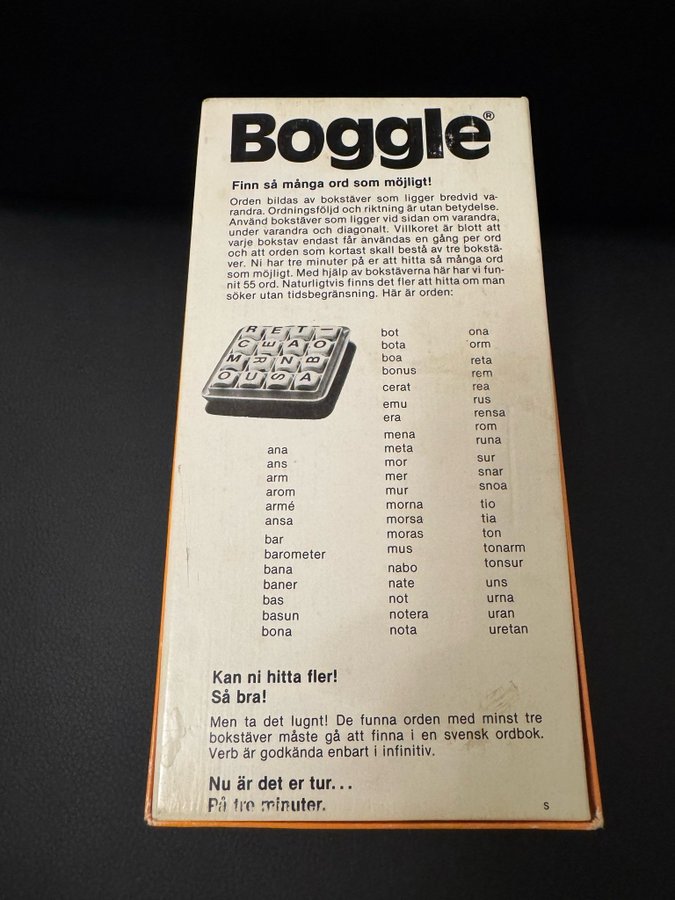 Boggle®
Finn så många ord som möjligt!
Orden bildas av bokstäver som ligger bredvid va-
randra. Ordningsföljd och riktning är utan betydelse.
Använd bokstäver som ligger vid sidan om varandra,
under varandra och diagonalt. Villkoret är blott att
varje bokstav endast får användas en gång per ord
och att orden som kortast skall bestå av tre bokstä-
ver. Ni har tre minuter på er att hitta så många ord
som möjligt. Med hjälp av bokstäverna här har vi fun-
nit 55 ord. Naturligtvis finns det fler att hitta om man
söker utan tidsbegränsning. Här är orden:
R E T I
C E A O
M R N B
O U S A
ana
ans
arm
arom
armé
ansa
bar
barometer
bana
baner
bas
basun
bona
bot
bota
boa
bonus
cerat
emu
era
mena
meta
mor
mer
mur
morna
morsa
moras
mus
nabo
nate
not
notera
nota
ona
orm
reta
rem
rea
rus
rensa
rom
runa
sur
snar
snoa
tio
tia
ton
tonarm
tonsur
uns
urna
uran
uretan
Kan ni hitta fler!
Så bra!
Men ta det lugnt! De funna orden med minst tre
bokstäver måste gå att finna i en svensk ordbok.
Verb är godkända enbart i infinitiv.
Nu är det er tur...
På tre minuter.
S